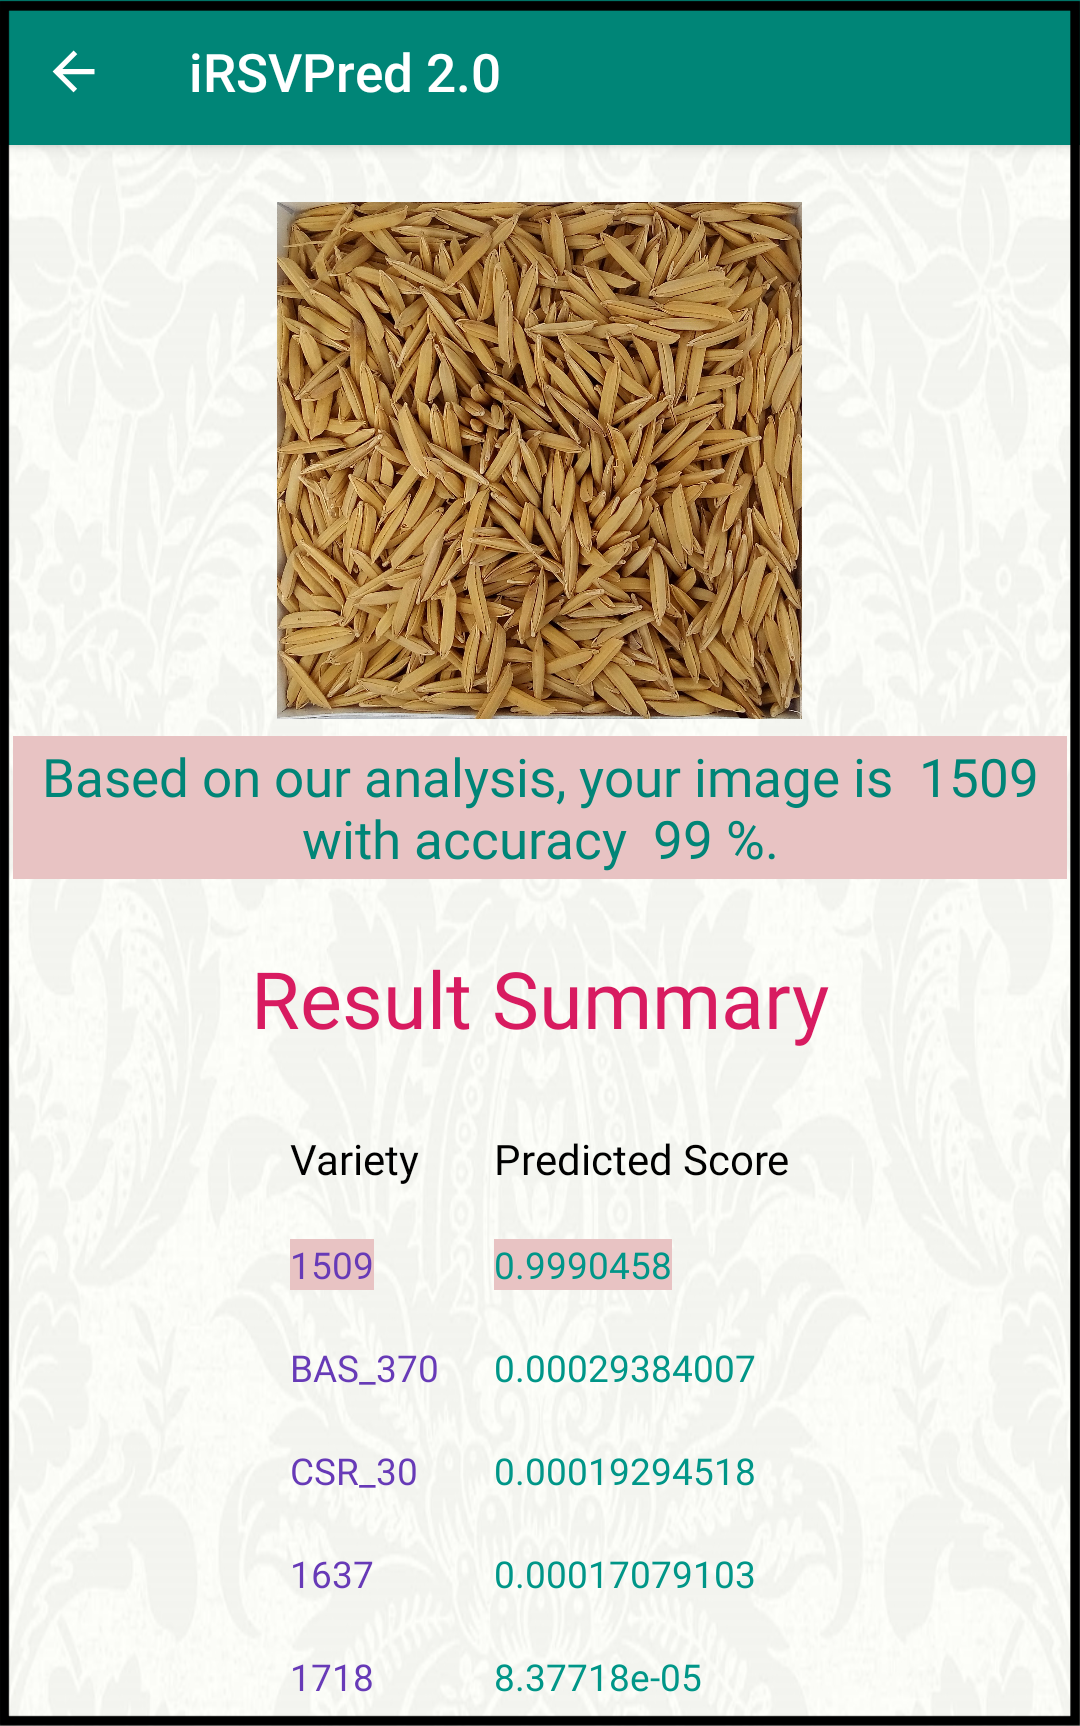 iRSVPred 2.0
Based on our analysis, your image is 1509
with accuracy 99 %.
Result Summary
Variety Predicted Score
1509 0.9990458
BAS_370 0.00029384007
CSR_30 0.00019294518
1637 0.00017079103
1718 8.37718e-05